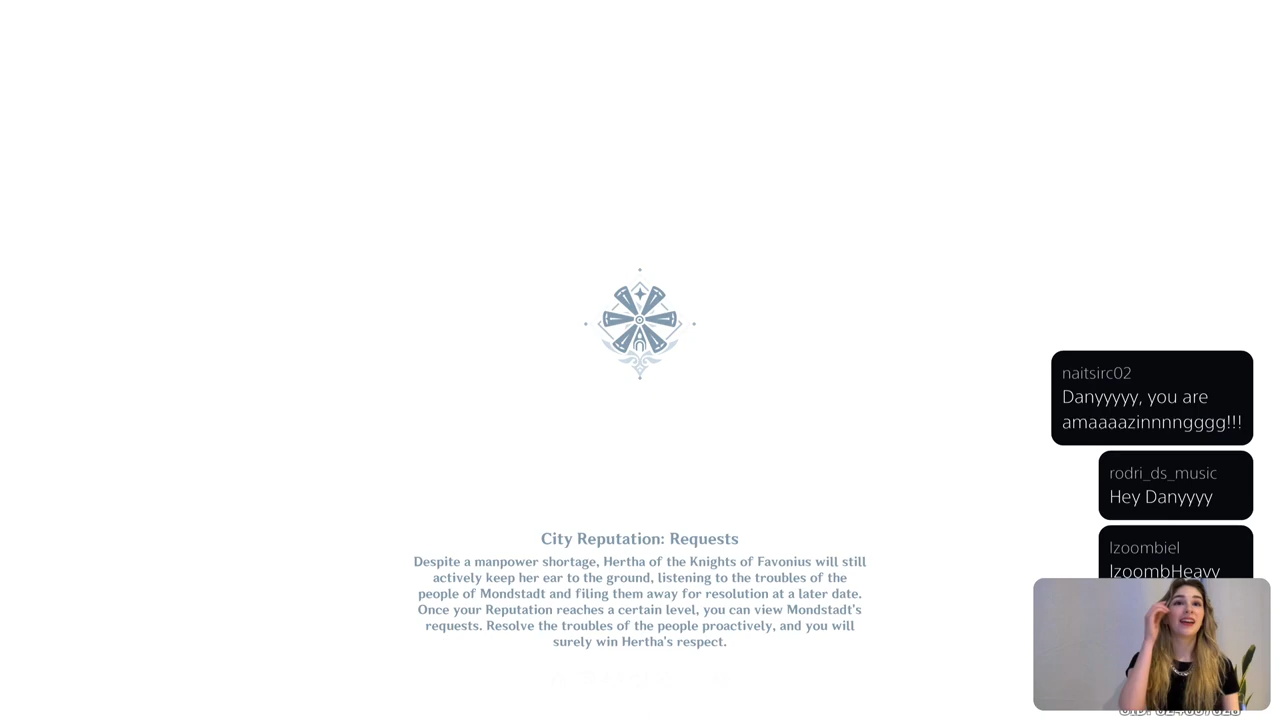 City Reputation: Requests
Despite a manpower shortage, Hertha of the Knights of Favonius will still
actively keep her ear to the ground, listening to the troubles of the
people of Mondstadt and filing them away for resolution at a later date.
Once your Reputation reaches a certain level, you can view Mondstadt's
requests. Resolve the troubles of the people proactively, and you will
surely win Hertha's respect.
naitsirc02
Danyyyyy, you are
amaaaazinnnngggg!!!
rodri_ds_music
Hey Danyyyy
lzoombiel
lzoombHeavy